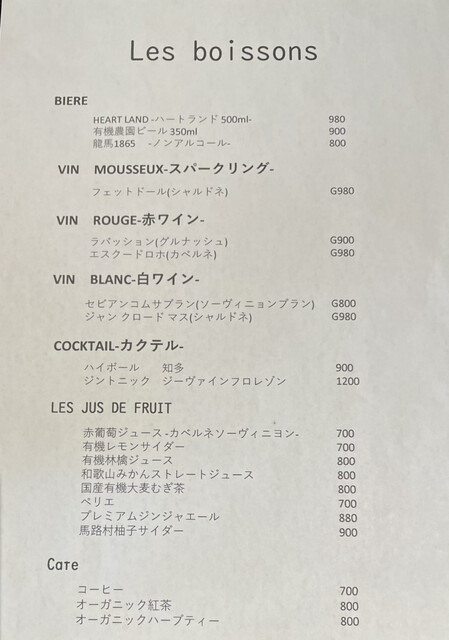 Les boissons
BIERE
HEART LAND -ハートランド 500ml- 980
有機農園ビール 350ml 900
龍馬1865 -ノンアルコール- 800
VIN MOUSSEUX-スパークリング-
フェットドール(シャルドネ) G980
VIN ROUGE-赤ワイン-
ラパッション(グルナッシュ) G900
エスクードロホ(カベルネ) G980
VIN BLANC-白ワイン-
セビアンコムサブラン(ソーヴィニョンブラン) G800
ジャン クロード マス(シャルドネ) G980
COCKTAIL-カクテル-
ハイボール 知多 900
ジントニック ジーヴァインフロレゾン 1200
LES JUS DE FRUIT
赤葡萄ジュース -カベルネソーヴィニヨン- 700
有機レモンサイダー 700
有機林檎ジュース 800
和歌山みかんストレートジュース 800
国産有機大麦むぎ茶 800
ペリエ 700
プレミアムジンジャエール 880
馬路村柚子サイダー 900
Cafe
コーヒー 700
オーガニック紅茶 800
オーガニックハーブティー 800